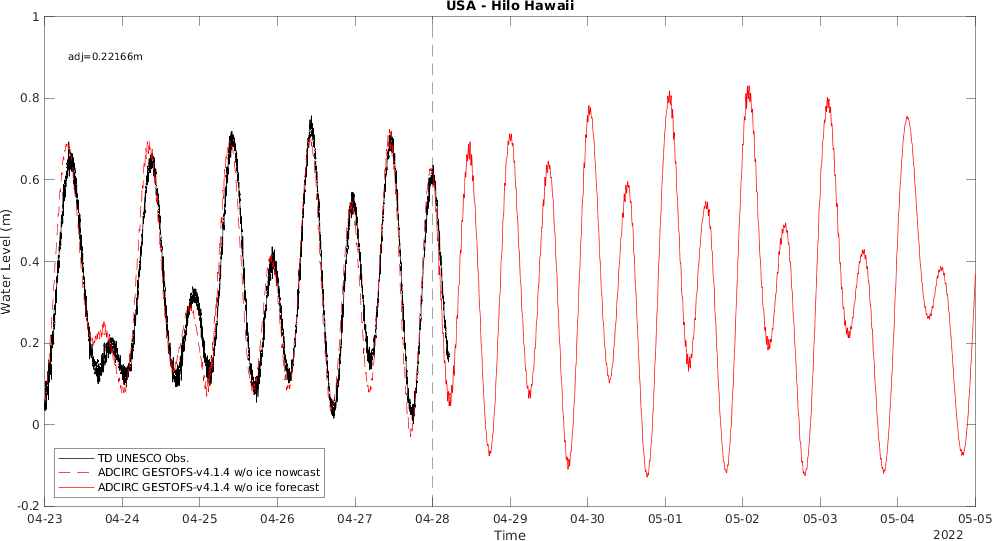 USA - Hilo Hawaii
adj=0.22166m
Water Level (m)
1
0.8
0.6
0.4
0.2
0
-0.2
TD UNESCO Obs.
ADCIRC GESTOFS-v4.1.4 w/o ice nowcast
ADCIRC GESTOFS-v4.1.4 w/o ice forecast
04-23 04-24 04-25 04-26 04-27 04-28 04-29 04-30 05-01 05-02 05-03 05-04 05-05
Time
2022